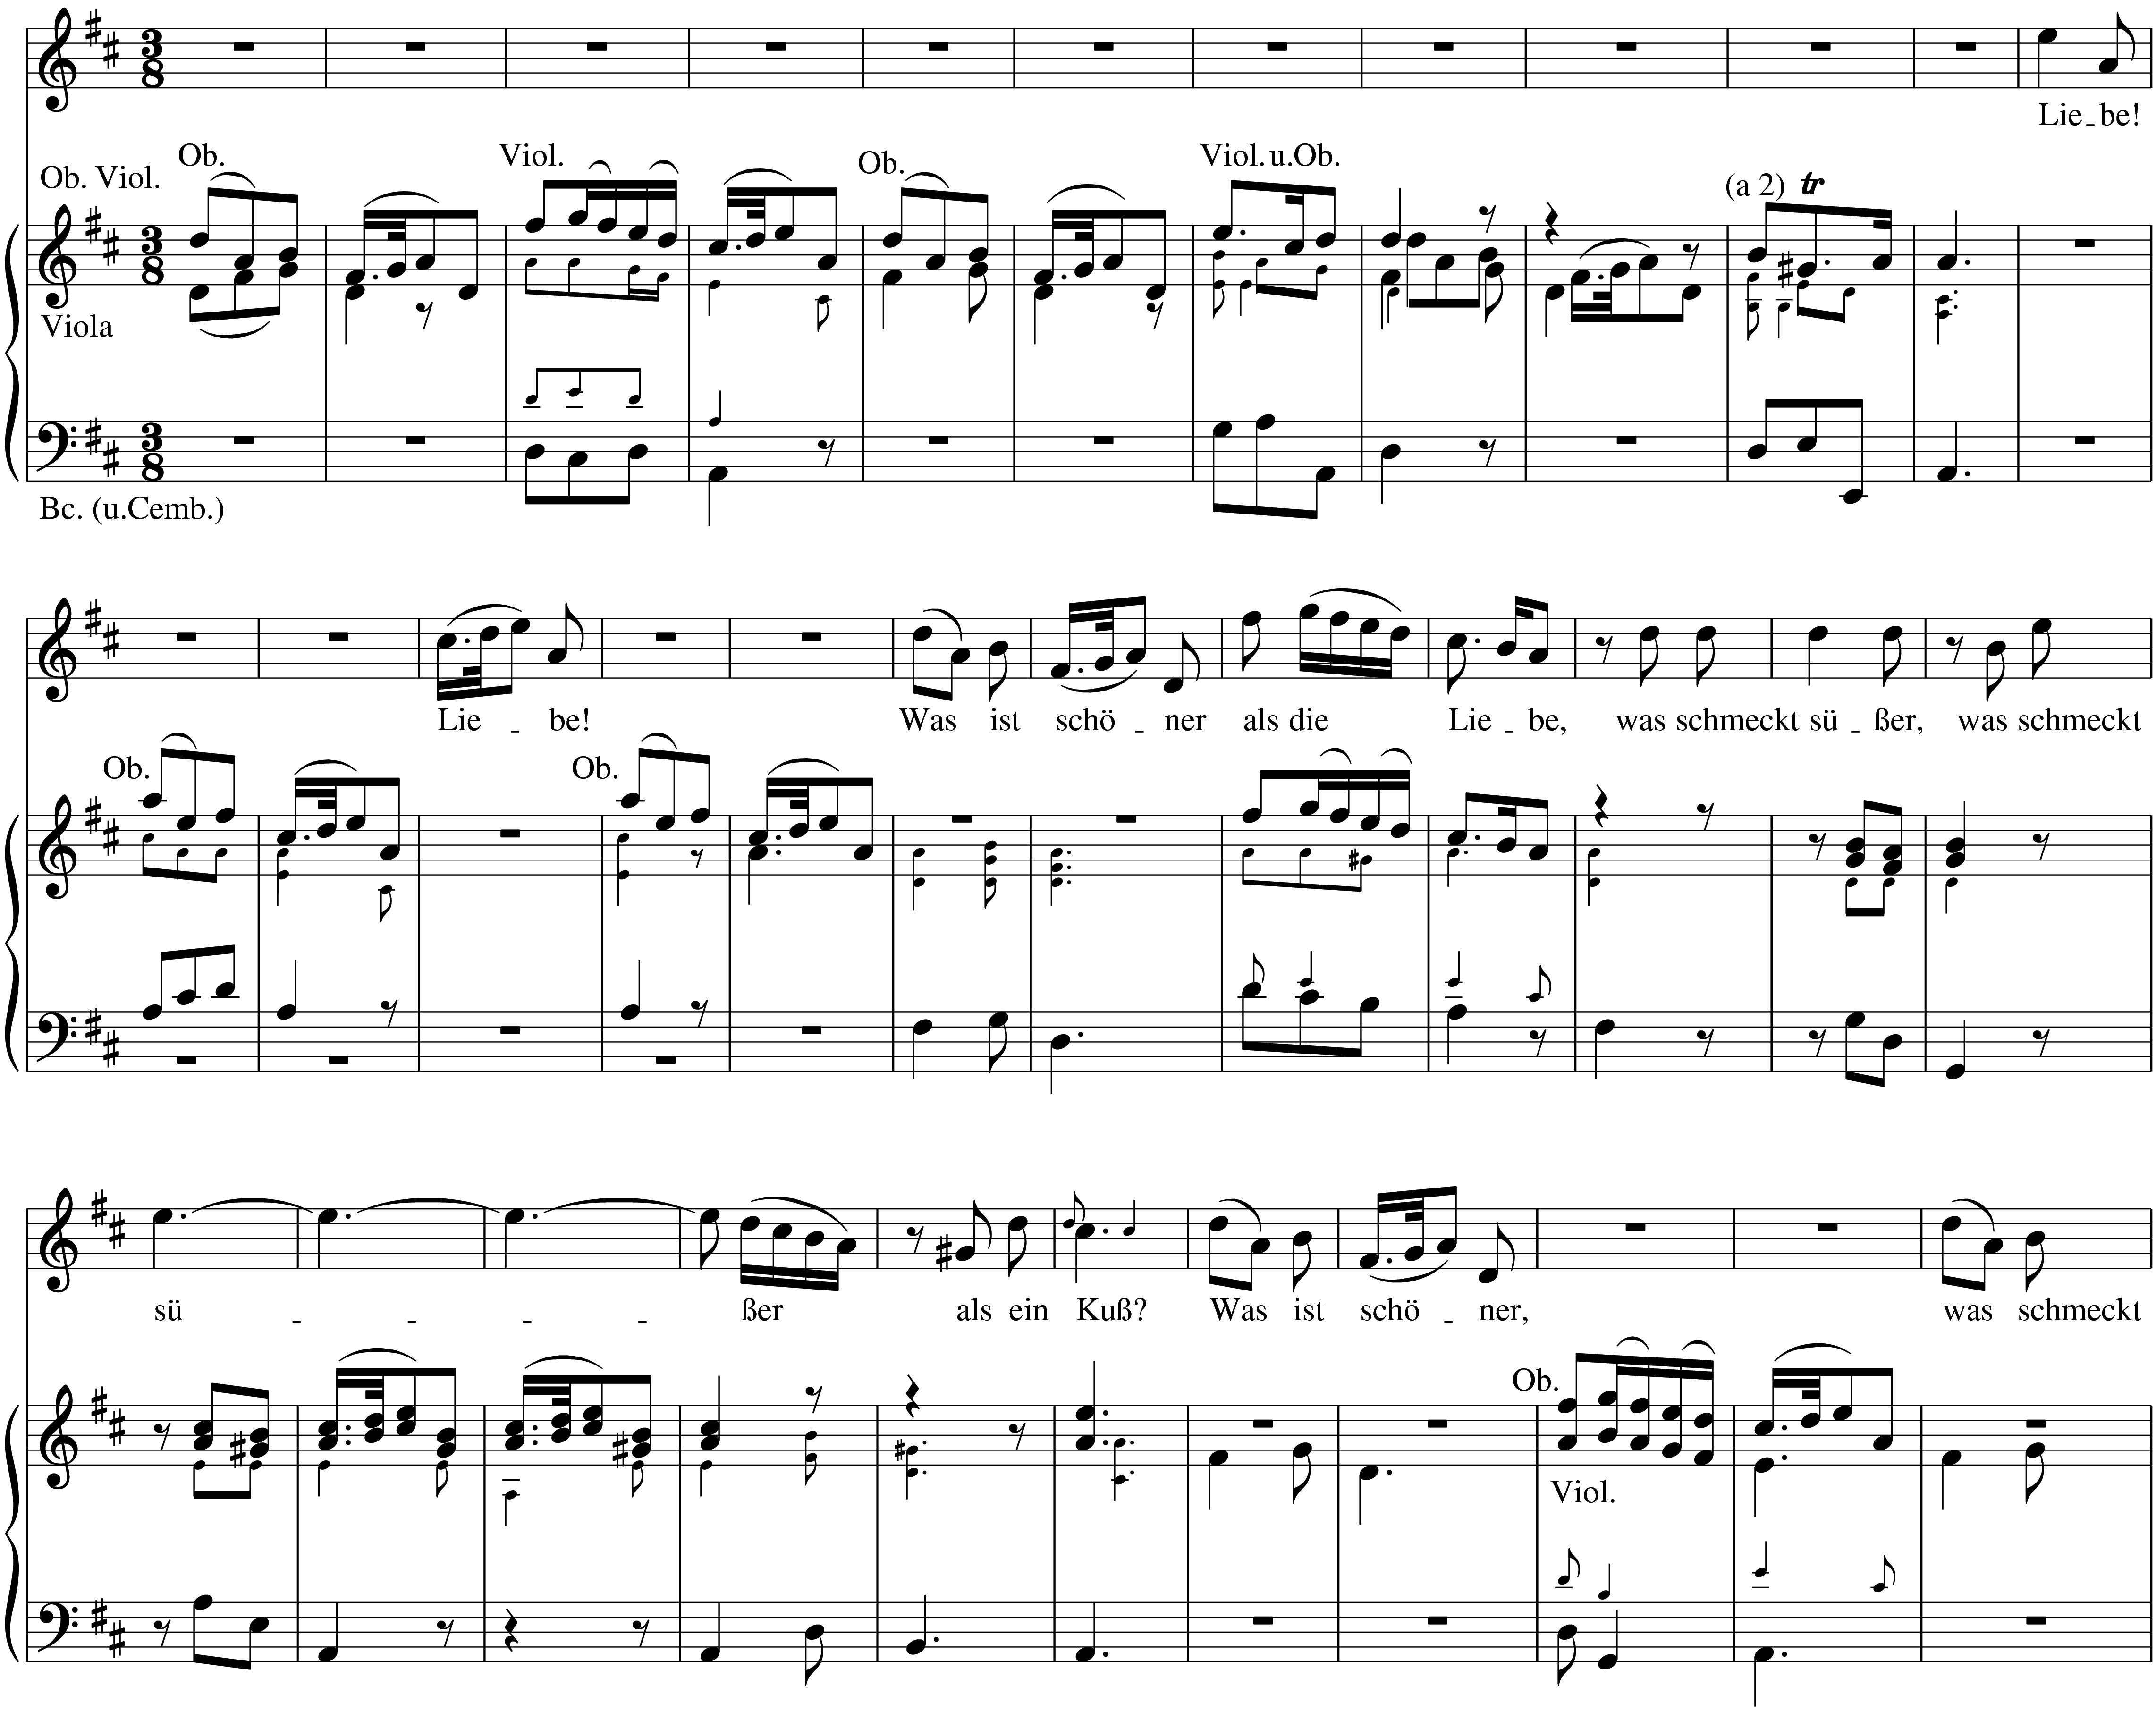 Lie - be!
Ob. Viol. Ob. Viol. Ob. Viol. u.Ob. (a 2) tr
Viola
Bc. (u.Cemb.)
Lie - be! Was ist schö - ner als die Lie - be, was schmeckt sü - ßer, was schmeckt
Ob. Ob.
sü - - - - ßer als ein Kuß? Was ist schö - ner, was schmeckt
Ob.
Viol.